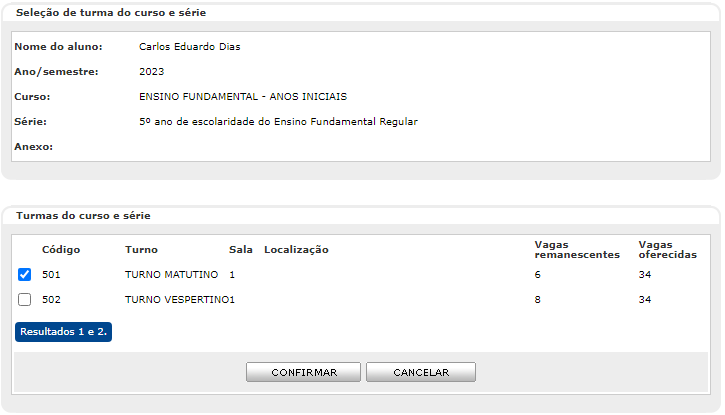 Seleção de turma do curso e série
Nome do aluno: Carlos Eduardo Dias
Ano/semestre: 2023
Curso: ENSINO FUNDAMENTAL - ANOS INICIAIS
Série: 5º ano de escolaridade do Ensino Fundamental Regular
Anexo:
Turmas do curso e série
Código Turno Sala Localização Vagas remanescentes Vagas oferecidas
501 TURNO MATUTINO 1 6 34
502 TURNO VESPERTINO 1 8 34
Resultados 1 e 2.
CONFIRMAR CANCELAR